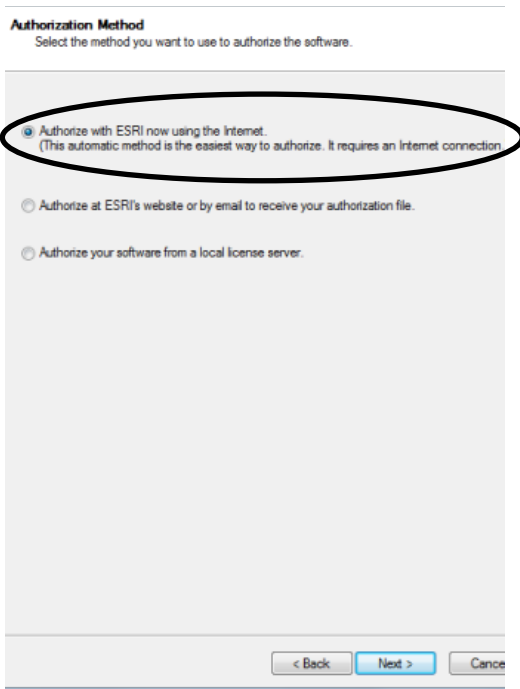 Authorization Method
Select the method you want to use to authorize the software.
Authorize with ESRI now using the Internet.
(This automatic method is the easiest way to authorize. It requires an Internet connection
Authorize at ESRI's website or by email to receive your authorization file.
Authorize your software from a local license server.
< Back Next > Cance